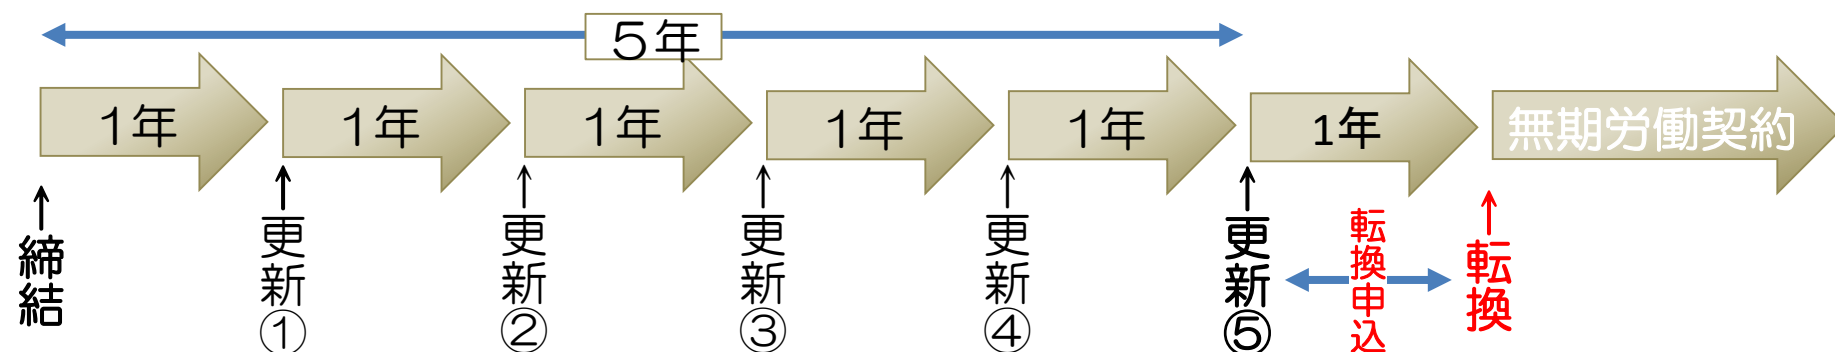 5年
1年
1年
1年
1年
1年
1年
無期労働契約
↑締結
↑更新①
↑更新②
↑更新③
↑更新④
↑更新⑤
転換申込
↑転換